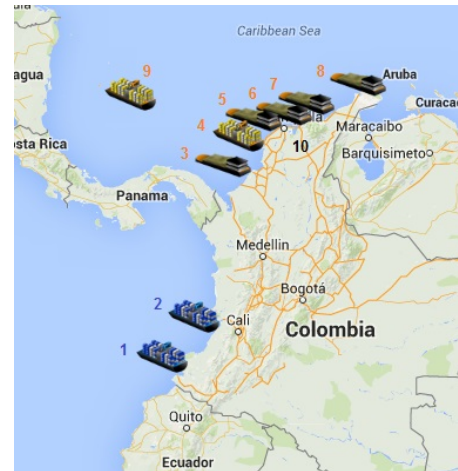 Caribbean Sea
agua
9
8
Aruba
7
6
5
Curacao
4
Maracaibo
10
Barquisimeto
osta Rica
3
Panama
Medellin
Bogotá
2
Cali
Colombia
1
Quito
Ecuador